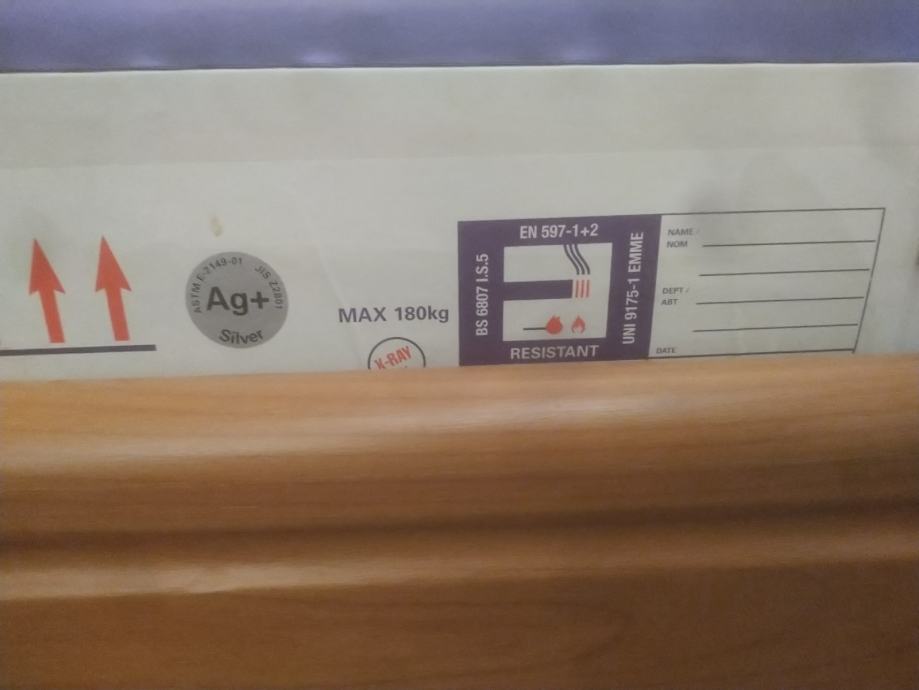 ASTM E-2149-01 JIS Z2801
Ag+
Silver
MAX 180kg
X-RAY
EN 597-1+2
BS 6807 I.S.5
UNI 9175-1 EMME
RESISTANT
NAME /
NOM
DEPT /
ABT
DATE